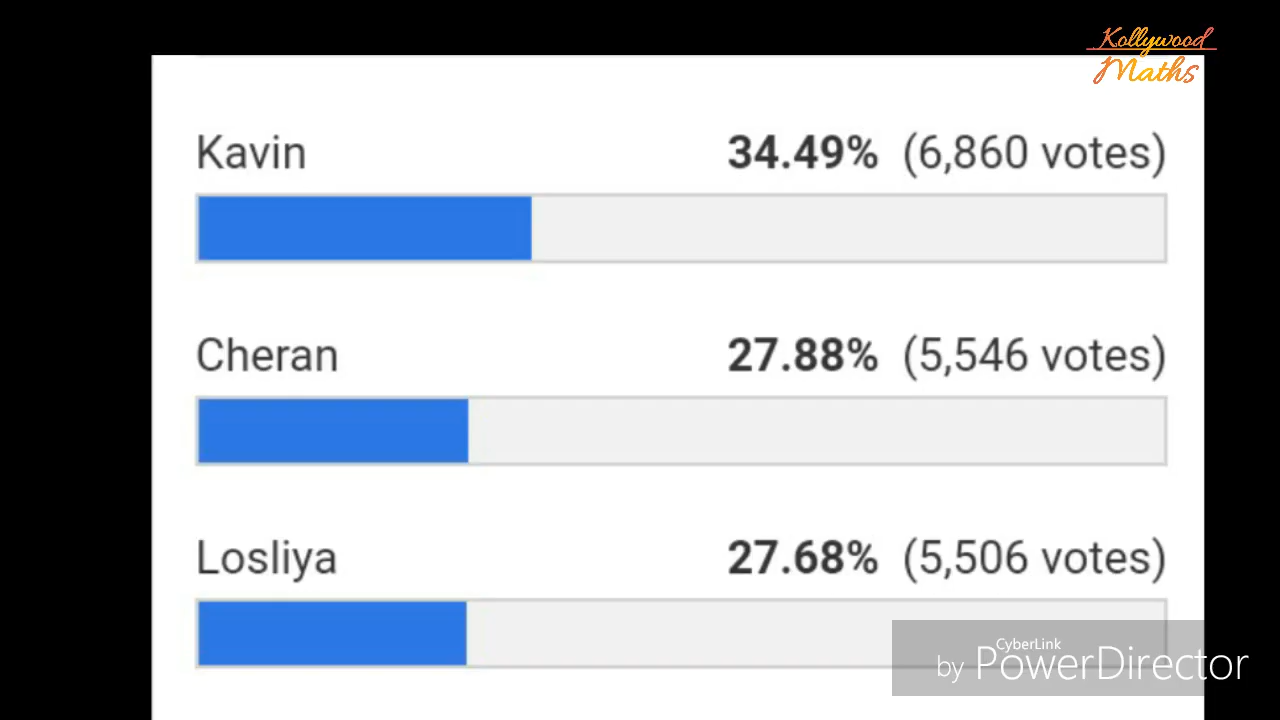 Kollywood
Maths
Kavin 34.49% (6,860 votes)
Cheran 27.88% (5,546 votes)
Losliya 27.68% (5,506 votes)
CyberLink
by PowerDirector